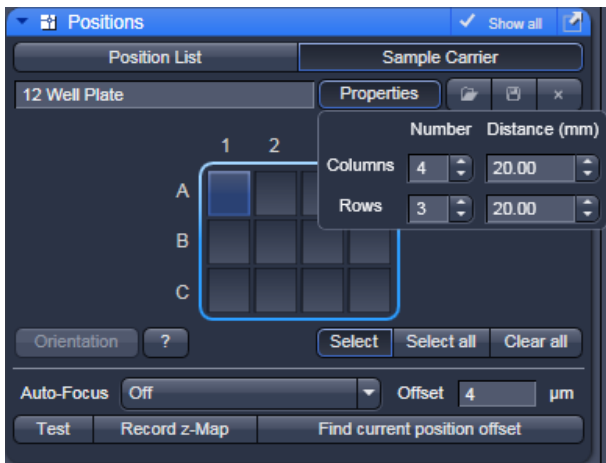 Positions Show all
Position List Sample Carrier
12 Well Plate Properties ×
Number Distance (mm)
1 2
Columns 4 20.00
A
Rows 3 20.00
B
C
Orientation ? Select Select all Clear all
Auto-Focus Off Offset 4 µm
Test Record z-Map Find current position offset